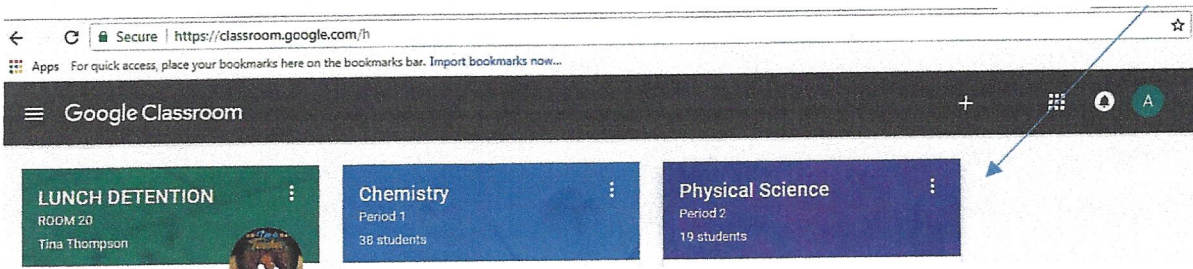 Secure | https://classroom.google.com/h
Apps For quick access, place your bookmarks here on the bookmarks bar. Import bookmarks now...
Google Classroom
A
LUNCH DETENTION
ROOM 20
Tina Thompson
Chemistry
Period 1
38 students
Physical Science
Period 2
19 students